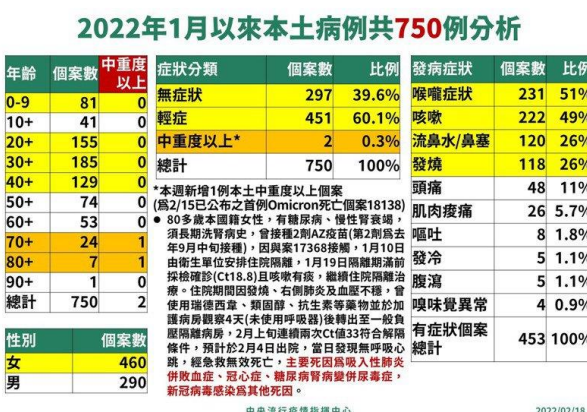 2022年1月以來本土病例共750例分析
年齡 個案數 中重度以上
0-9 81 0
10+ 41 0
20+ 155 0
30+ 185 0
40+ 129 0
50+ 74 0
60+ 53 0
70+ 24 1
80+ 7 1
90+ 1 0
總計 750 2
性別 個案數
女 460
男 290
症狀分類 個案數 比例
無症狀 297 39.6%
輕症 451 60.1%
中重度以上* 2 0.3%
總計 750 100%
*本週新增1例本土中重度以上個案
(為2/15已公布之首例Omicron死亡個案18138)
● 80多歲本國籍女性，有糖尿病、慢性腎衰竭，
須長期洗腎病史，曾接種2劑AZ疫苗(第2劑為去
年9月中旬接種)，因與案17368接觸，1月10日
由衛生單位安排住院隔離，1月19日隔離期滿前
採檢確診(Ct18.8)且咳嗽有痰，繼續住院隔離治
療。住院期間因發燒、右側肺炎及血壓不穩，曾
使用瑞德西韋、類固醇、抗生素等藥物並於加
護病房觀察4天(未使用呼吸器)後轉出至一般負
壓隔離病房，2月上旬連續兩次Ct值33符合解隔
條件，預計於2月4日出院，當日發現無呼吸心
跳，經急救無效死亡，主要死因為吸入性肺炎
併敗血症、冠心症、糖尿病腎病變併尿毒症，
新冠病毒感染為其他死因。
發病症狀 個案數 比例
喉嚨症狀 231 51%
咳嗽 222 49%
流鼻水/鼻塞 120 26%
發燒 118 26%
頭痛 48 11%
肌肉痠痛 26 5.7%
嘔吐 8 1.8%
發冷 5 1.1%
腹瀉 5 1.1%
嗅味覺異常 4 0.9%
有症狀個案總計 453 100%
中央流行疫情指揮中心
2022/02/18